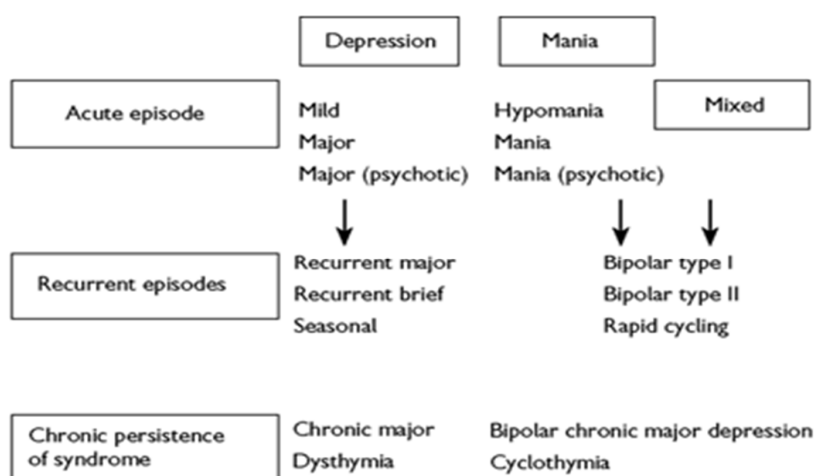 Depression Mania
Acute episode Mild Hypomania Mixed
Major Mania
Major (psychotic) Mania (psychotic)
Recurrent episodes Recurrent major Bipolar type I
Recurrent brief Bipolar type II
Seasonal Rapid cycling
Chronic persistence Chronic major Bipolar chronic major depression
of syndrome Dysthymia Cyclothymia